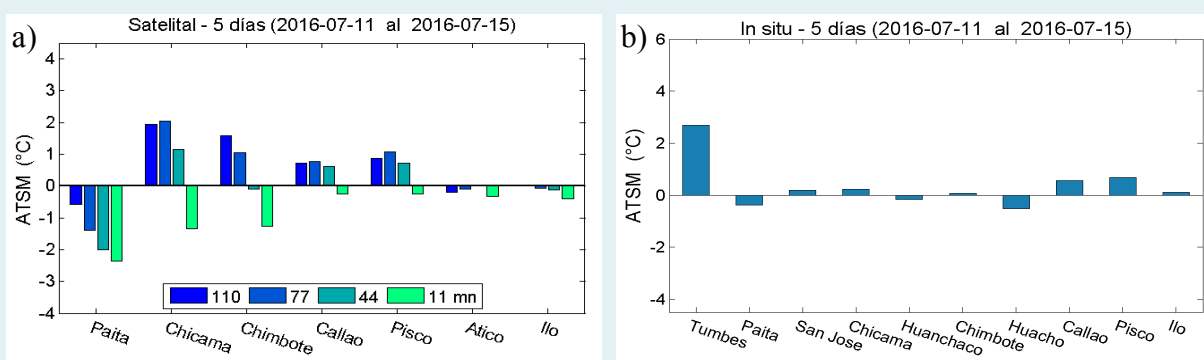 a)
Satelital - 5 días (2016-07-11 al 2016-07-15)
ATSM (°C)
4
3
2
1
0
-1
-2
-3
-4
110
77
44
11 mn
Paita
Chicama
Chimbote
Callao
Pisco
Atico
Ilo
b)
In situ - 5 días (2016-07-11 al 2016-07-15)
ATSM (°C)
6
4
2
0
-2
-4
Tumbes
Paita
San Jose
Chicama
Huanchaco
Chimbote
Huacho
Callao
Pisco
Ilo